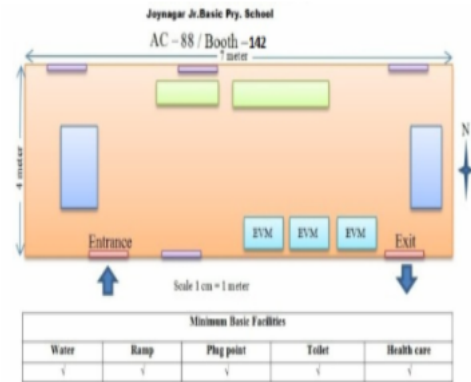 Joynagar Jr.Basic Pry. School
AC -88 / Booth -142
7 meter
4 meter
N
EVM EVM EVM
Entrance
Exit
Scale 1 cm = 1 meter
Minimum Basic Facilities
Water Ramp Plug point Toilet Health care
√ √ √ √ √